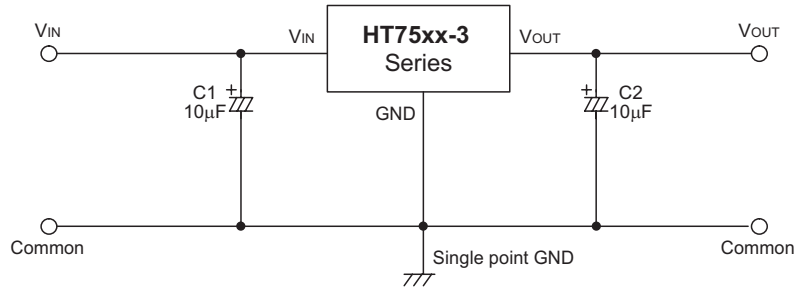 VIN
VIN
HT75xx-3
Series
VOUT
VOUT
C1
10μF
+
GND
+
C2
10μF
Common
Single point GND
Common